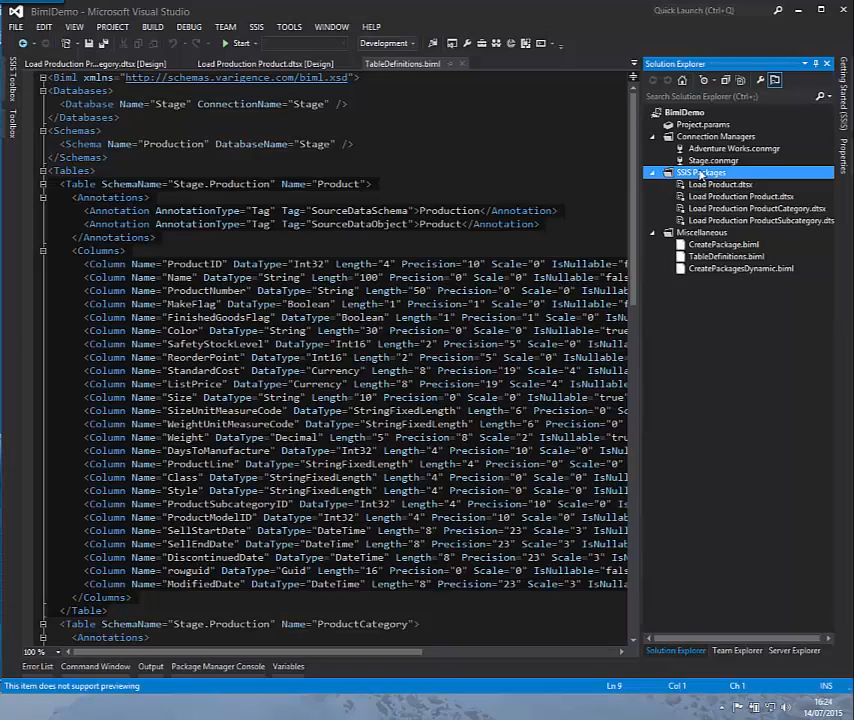 BimlDemo - Microsoft Visual Studio
Quick Launch (Ctrl+;)
FILE EDIT VIEW PROJECT BUILD DEBUG TEAM SSIS TOOLS WINDOW HELP
Start Development
Load Production Pr...egory.dtsx [Design] Load Production Product.dtsx [Design] TableDefinitions.biml
SSIS Toolbox
Toolbox
<Biml xmlns="http://schemas.varigence.com/biml.xsd">
<Databases>
<Database Name="Stage" ConnectionName="Stage" />
</Databases>
<Schemas>
<Schema Name="Production" DatabaseName="Stage" />
</Schemas>
<Tables>
<Table SchemaName="Stage.Production" Name="Product">
<Annotations>
<Annotation AnnotationType="Tag" Tag="SourceDataSchema">Production</Annotation>
<Annotation AnnotationType="Tag" Tag="SourceDataObject">Product</Annotation>
</Annotations>
<Columns>
<Column Name="ProductID" DataType="Int32" Length="4" Precision="10" Scale="0" IsNullable="f
<Column Name="Name" DataType="String" Length="100" Precision="0" Scale="0" IsNullable="fals
<Column Name="ProductNumber" DataType="String" Length="50" Precision="0" Scale="0" IsNullab
<Column Name="MakeFlag" DataType="Boolean" Length="1" Precision="1" Scale="0" IsNullable="f
<Column Name="FinishedGoodsFlag" DataType="Boolean" Length="1" Precision="1" Scale="0" IsNu
<Column Name="Color" DataType="String" Length="30" Precision="0" Scale="0" IsNullable="true
<Column Name="SafetyStockLevel" DataType="Int16" Length="2" Precision="5" Scale="0" IsNulla
<Column Name="ReorderPoint" DataType="Int16" Length="2" Precision="5" Scale="0" IsNullable=
<Column Name="StandardCost" DataType="Currency" Length="8" Precision="19" Scale="4" IsNulla
<Column Name="ListPrice" DataType="Currency" Length="8" Precision="19" Scale="4" IsNullable
<Column Name="Size" DataType="String" Length="10" Precision="0" Scale="0" IsNullable="true"
<Column Name="SizeUnitMeasureCode" DataType="StringFixedLength" Length="6" Precision="0" Sc
<Column Name="WeightUnitMeasureCode" DataType="StringFixedLength" Length="6" Precision="0" 
<Column Name="Weight" DataType="Decimal" Length="5" Precision="8" Scale="2" IsNullable="tru
<Column Name="DaysToManufacture" DataType="Int32" Length="4" Precision="10" Scale="0" IsNul
<Column Name="ProductLine" DataType="StringFixedLength" Length="4" Precision="0" Scale="0" 
<Column Name="Class" DataType="StringFixedLength" Length="4" Precision="0" Scale="0" IsNull
<Column Name="Style" DataType="StringFixedLength" Length="4" Precision="0" Scale="0" IsNull
<Column Name="ProductSubcategoryID" DataType="Int32" Length="4" Precision="10" Scale="0" Is
<Column Name="ProductModelID" DataType="Int32" Length="4" Precision="10" Scale="0" IsNullab
<Column Name="SellStartDate" DataType="DateTime" Length="8" Precision="23" Scale="3" IsNull
<Column Name="SellEndDate" DataType="DateTime" Length="8" Precision="23" Scale="3" IsNullab
<Column Name="DiscontinuedDate" DataType="DateTime" Length="8" Precision="23" Scale="3" IsN
<Column Name="rowguid" DataType="Guid" Length="16" Precision="0" Scale="0" IsNullable="fals
<Column Name="ModifiedDate" DataType="DateTime" Length="8" Precision="23" Scale="3" IsNulla
</Columns>
</Table>
<Table SchemaName="Stage.Production" Name="ProductCategory">
<Annotations>
100 %
Solution Explorer
Search Solution Explorer (Ctrl+;)
BimlDemo
Project.params
Connection Managers
Adventure Works.conmgr
Stage.conmgr
SSIS Packages
Load Product.dtsx
Load Production Product.dtsx
Load Production ProductCategory.dtsx
Load Production ProductSubcategory.dts
Miscellaneous
CreatePackage.biml
TableDefinitions.biml
CreatePackagesDynamic.biml
Solution Explorer Team Explorer Server Explorer
Getting Started (SSIS)
Properties
Error List Command Window Output Package Manager Console Variables
This item does not support previewing Ln 9 Col 1 Ch 1 INS
16:24
14/07/2015